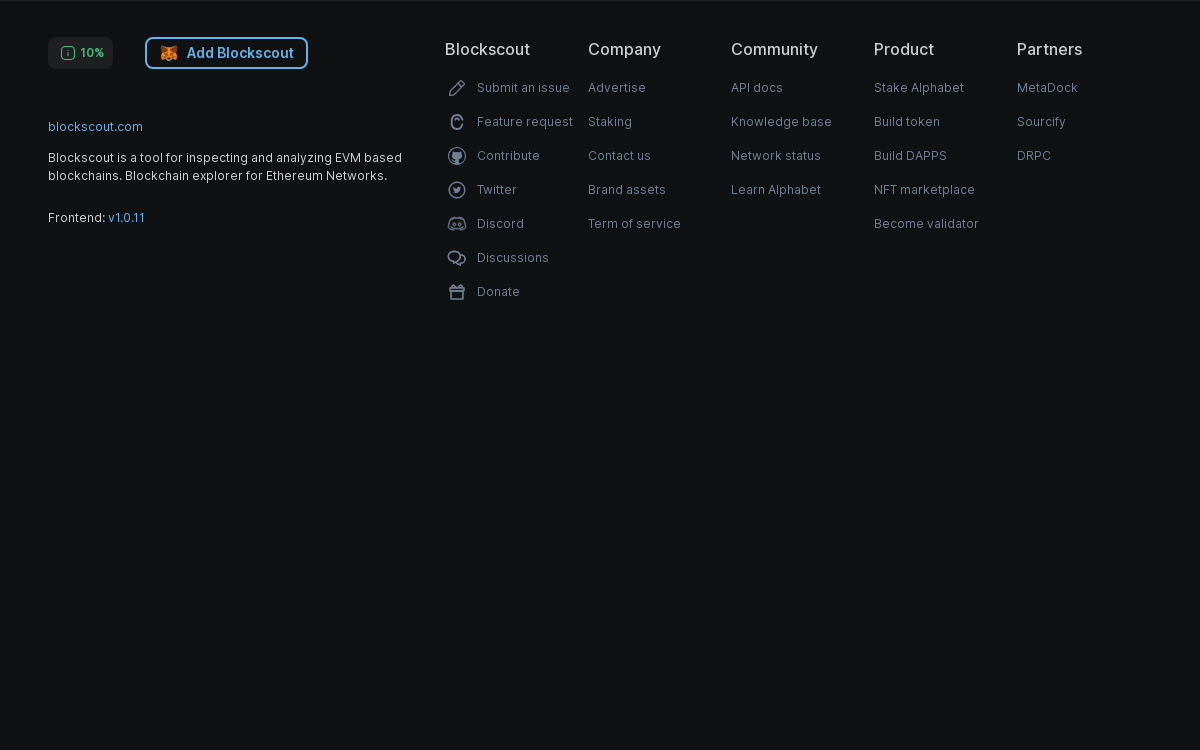 10%
Add Blockscout
blockscout.com
Blockscout is a tool for inspecting and analyzing EVM based
blockchains. Blockchain explorer for Ethereum Networks.
Frontend: v1.0.11
Blockscout
Submit an issue
Feature request
Contribute
Twitter
Discord
Discussions
Donate
Company
Advertise
Staking
Contact us
Brand assets
Term of service
Community
API docs
Knowledge base
Network status
Learn Alphabet
Product
Stake Alphabet
Build token
Build DAPPS
NFT marketplace
Become validator
Partners
MetaDock
Sourcify
DRPC